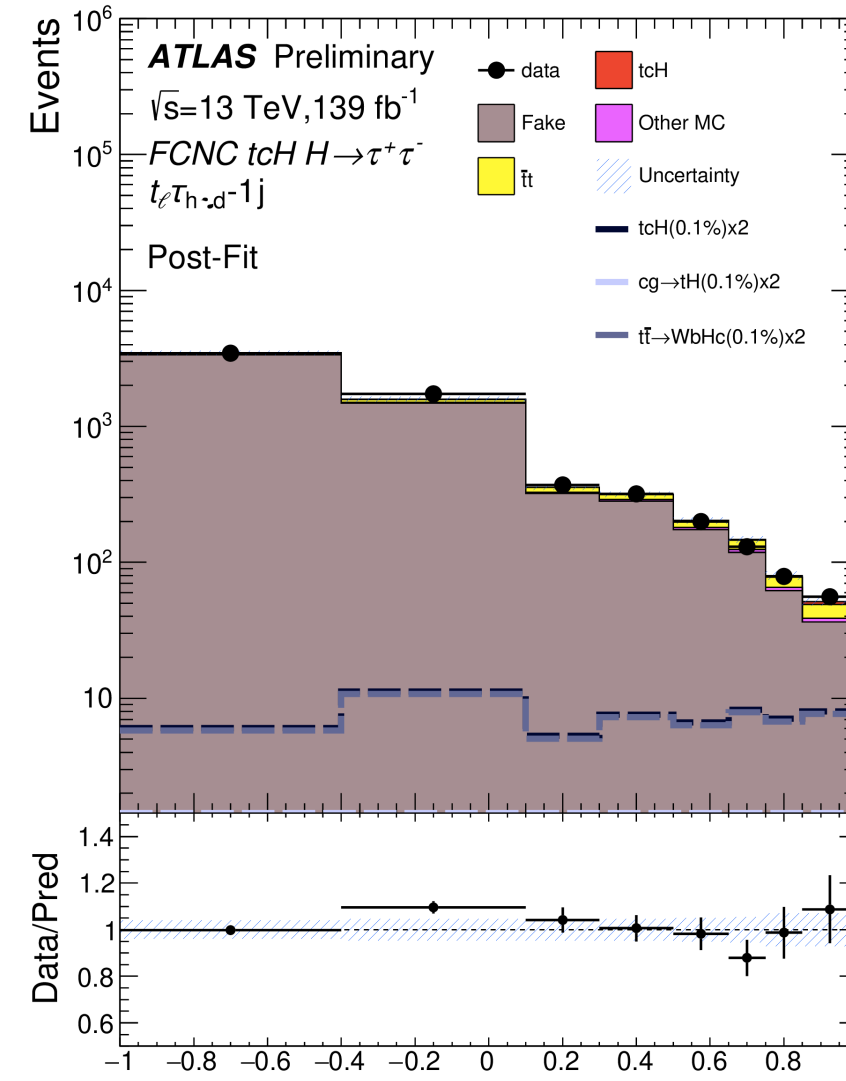 Events
10⁶
10⁵
10⁴
10³
10²
10
ATLAS Preliminary
√s=13 TeV,139 fb⁻¹
FCNC tcH H→τ⁺τ⁻
-1j
Post-Fit
data
Fake
t̄t
tcH
Other MC
Uncertainty
tcH(0.1%)x2
cg→tH(0.1%)x2
tt̄→WbHc(0.1%)x2
Data/Pred
1.4
1.2
1
0.8
0.6
−1 −0.8 −0.6 −0.4 −0.2 0 0.2 0.4 0.6 0.8